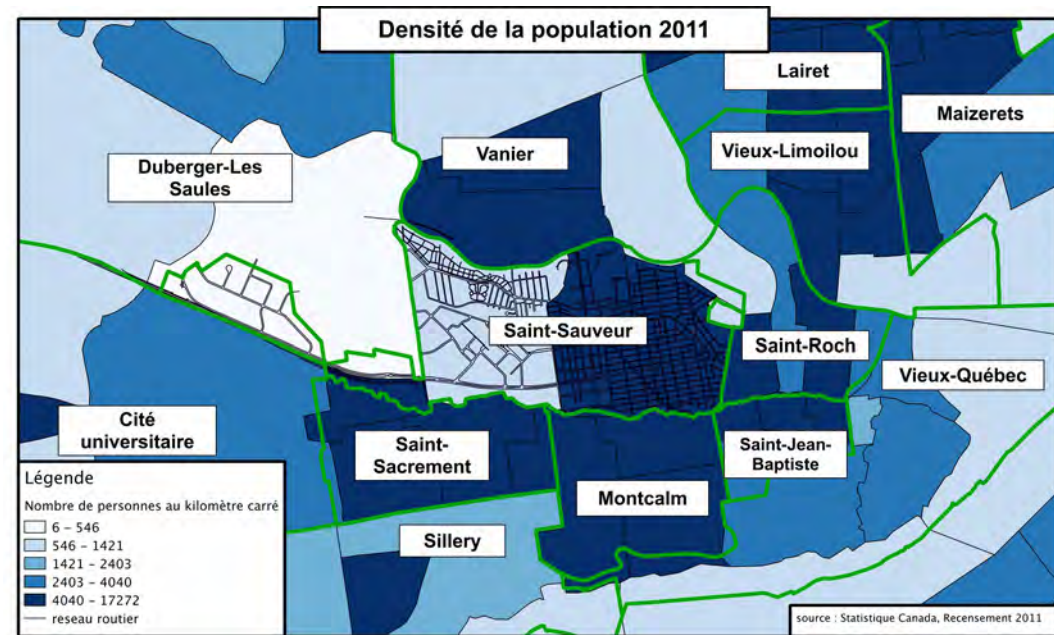 Densité de la population 2011
Lairet
Maizerets
Vanier
Vieux-Limoilou
Duberger-Les
Saules
Saint-Sauveur
Saint-Roch
Vieux-Québec
Cité
universitaire
Saint-
Sacrement
Saint-Jean-
Baptiste
Montcalm
Sillery
Légende
Nombre de personnes au kilomètre carré
6 – 546
546 – 1421
1421 – 2403
2403 – 4040
4040 – 17272
reseau routier
source : Statistique Canada, Recensement 2011